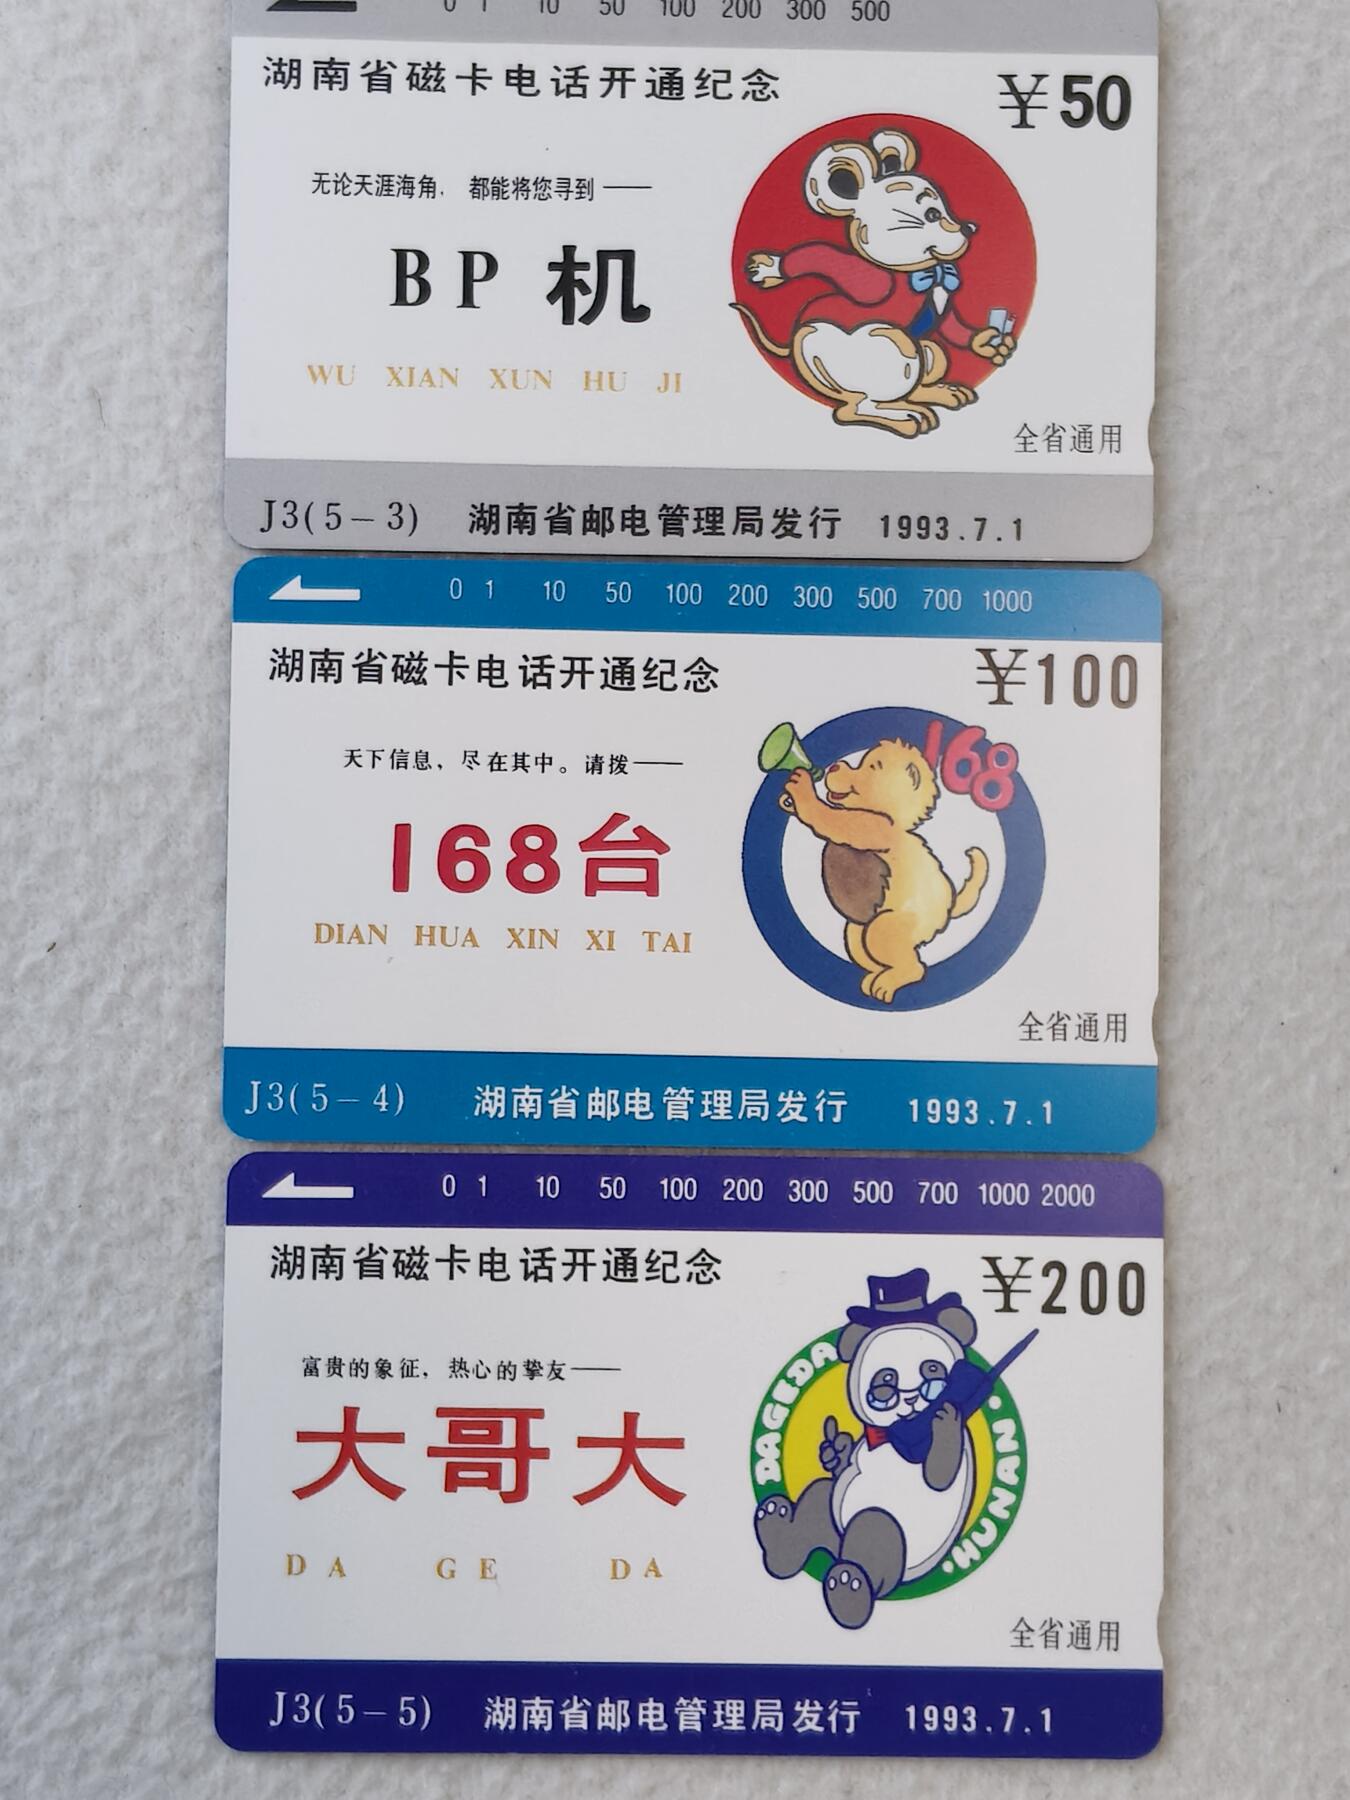 0 1 10 50 100 200 300 500
湖南省磁卡电话开通纪念
¥50
无论天涯海角, 都能将您寻到——
BP 机
WU XIAN XUN HU JI
全省通用
J3(5-3) 湖南省邮电管理局发行 1993.7.1
0 1 10 50 100 200 300 500 700 1000
湖南省磁卡电话开通纪念
¥100
168
天下信息, 尽在其中。请拨——
168台
DIAN HUA XIN XI TAI
全省通用
J3(5-4) 湖南省邮电管理局发行 1993.7.1
0 1 10 50 100 200 300 500 700 1000 2000
湖南省磁卡电话开通纪念
¥200
富贵的象征, 热心的挚友——
大哥大
DA GE DA
DAGEDA
·HUNAN·
全省通用
J3(5-5) 湖南省邮电管理局发行 1993.7.1